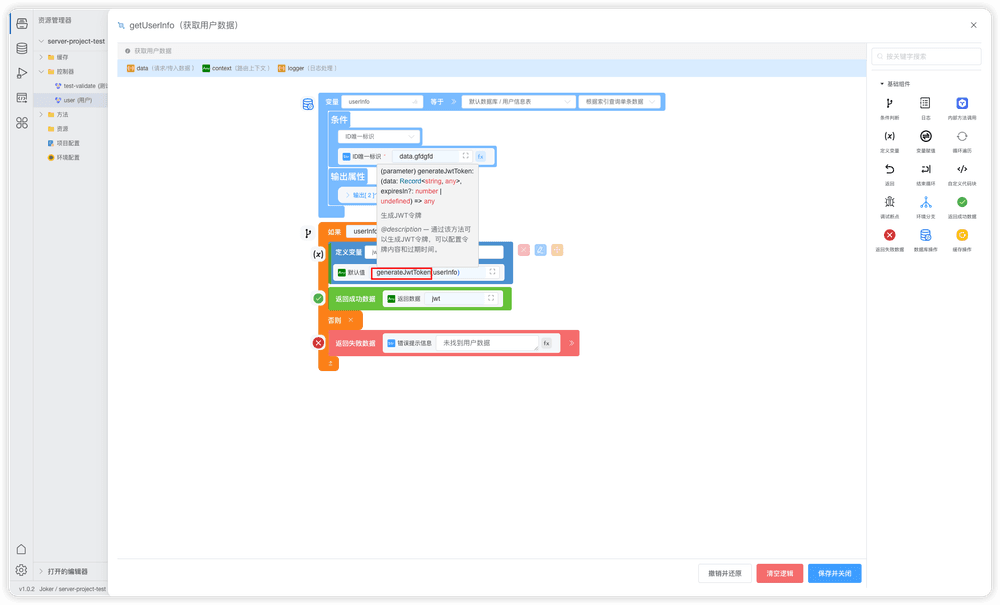 资源管理器
server-project-test
缓存
控制器
test-validate (测试
user (用户)
方法
资源
项目配置
环境配置
打开的编辑器
v1.0.2 Joker / server-project-test
getUserInfo（获取用户数据）
获取用户数据
data（请求/传入数据） context（路由上下文） logger（日志处理）
变量 userInfo 等于 默认数据库 / 用户信息表 根据索引查询单条数据
条件
ID唯一标识
ID唯一标识 * data.gfdgfd fx
输出属性
输出[ 2 ]个
(parameter) generateJwtToken:
(data: Record<string, any>,
expiresIn?: number |
undefined) => any
生成JWT令牌
@description — 通过该方法可
以生成JWT令牌，可以配置令
牌内容和过期时间。
如果 userInfo
(x) 定义变量
默认值 generateJwtToken(userInfo)
返回成功数据 Any 返回数据 jwt
否则
返回失败数据 错误提示信息 未找到用户数据 fx
撤销并还原 清空逻辑 保存并关闭
按关键字搜索
基础组件
条件判断 日志 内部方法调用
(x)
定义变量 变量赋值 循环遍历
返回 结束循环 自定义代码块
调试断点 环境分支 返回成功数据
返回失败数据 数据库操作 缓存操作